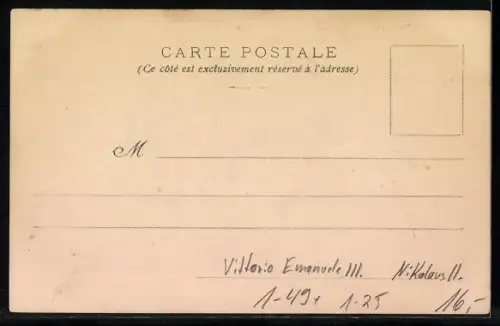 CARTE POSTALE
(Ce côté est exclusivement réservé à l'adresse)
M
Vittorio Emanuele III. Nikolaus II.
1-49+ 1-25 16,-